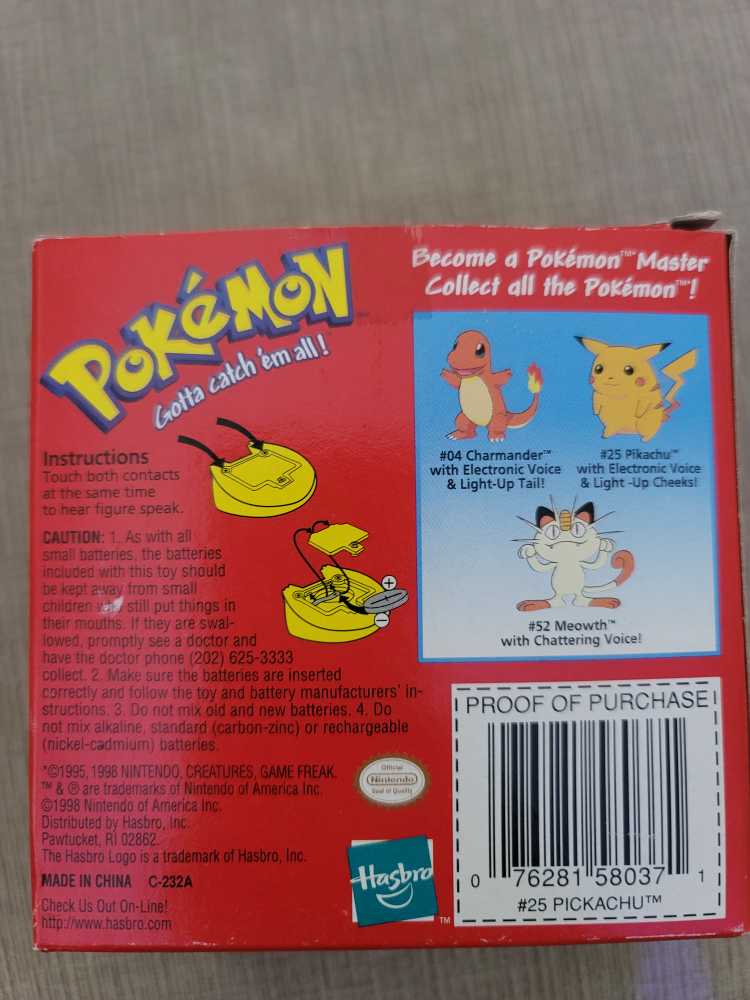 POKéMON
Gotta catch 'em all!
Become a Pokémon™ Master
Collect all the Pokémon™!
Instructions
Touch both contacts
at the same time
to hear figure speak.
CAUTION: 1. As with all
small batteries, the batteries
included with this toy should
be kept away from small
children still put things in
their mouths. If they are swal-
lowed, promptly see a doctor and
have the doctor phone (202) 625-3333
collect. 2. Make sure the batteries are inserted
correctly and follow the toy and battery manufacturers' in-
structions. 3. Do not mix old and new batteries. 4. Do
not mix alkaline, standard (carbon-zinc) or rechargeable
(nickel-cadmium) batteries.
+
−
#04 Charmander™
with Electronic Voice
& Light-Up Tail!
#25 Pikachu™
with Electronic Voice
& Light -Up Cheeks!
#52 Meowth™
with Chattering Voice!
*©1995, 1998 NINTENDO, CREATURES, GAME FREAK.
™ & ® are trademarks of Nintendo of America Inc.
©1998 Nintendo of America Inc.
Distributed by Hasbro, Inc.
Pawtucket, RI 02862.
The Hasbro Logo is a trademark of Hasbro, Inc.
MADE IN CHINA C-232A
Check Us Out On-Line!
http://www.hasbro.com
Official
Nintendo
Seal of Quality
Hasbro
TM
PROOF OF PURCHASE
0 76281 58037 1
#25 PICKACHU™